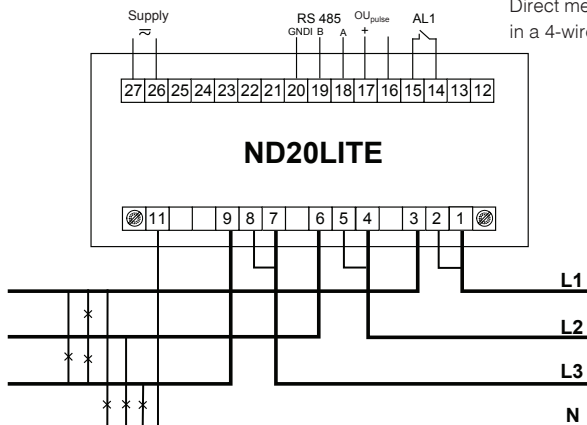 Direct me
in a 4-wire
Supply
≂
RS 485
GNDI B A
OUpulse
+
AL1
27 26 25 24 23 22 21 20 19 18 17 16 15 14 13 12
ND20LITE
11 9 8 7 6 5 4 3 2 1
L1
L2
L3
N